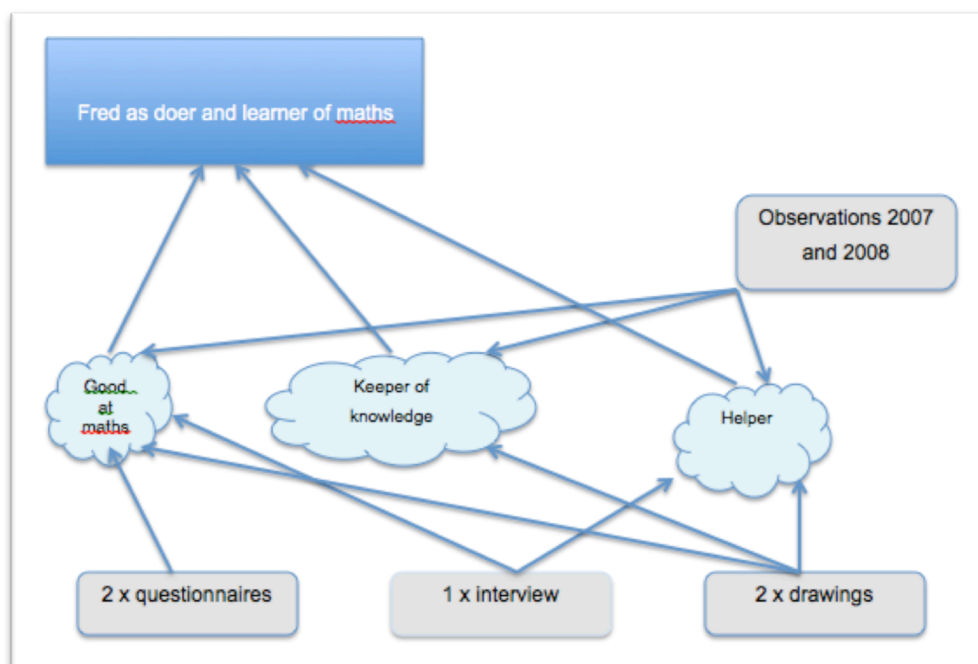 Fred as doer and learner of maths
Observations 2007
and 2008
Good
at
maths
Keeper of
knowledge
Helper
2 x questionnaires
1 x interview
2 x drawings